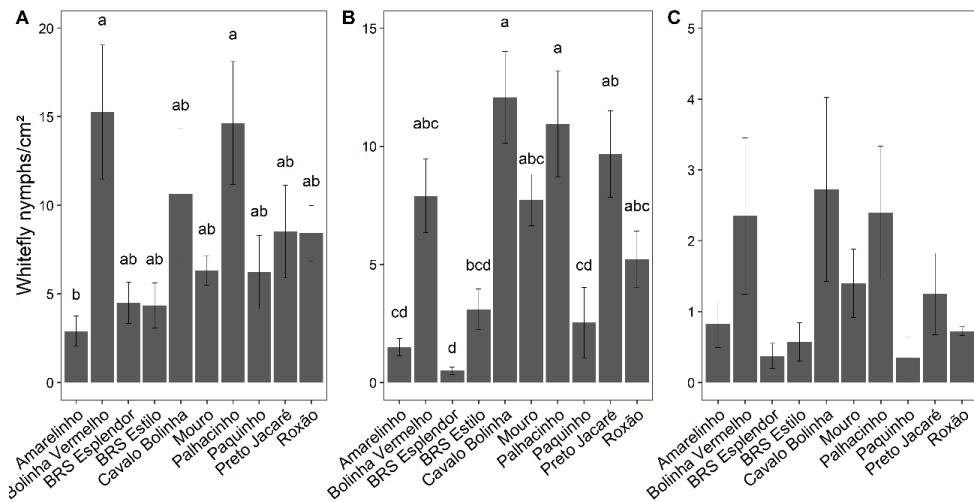 A
B
C
Whitefly nymphs/cm²
20
15
10
5
0
a
a
ab
ab
ab
ab
ab
ab
ab
b
Amarelinho
Bolinha Vermelho
BRS Esplendor
BRS Estilo
Cavalo Bolinha
Mouro
Palhacinho
Paquinho
Preto Jacaré
Roxão
15
10
5
0
a
a
ab
abc
abc
abc
bcd
cd
cd
d
Amarelinho
Bolinha Vermelho
BRS Esplendor
BRS Estilo
Cavalo Bolinha
Mouro
Palhacinho
Paquinho
Preto Jacaré
Roxão
5
4
3
2
1
0
Amarelinho
Bolinha Vermelho
BRS Esplendor
BRS Estilo
Cavalo Bolinha
Mouro
Palhacinho
Paquinho
Preto Jacaré
Roxão